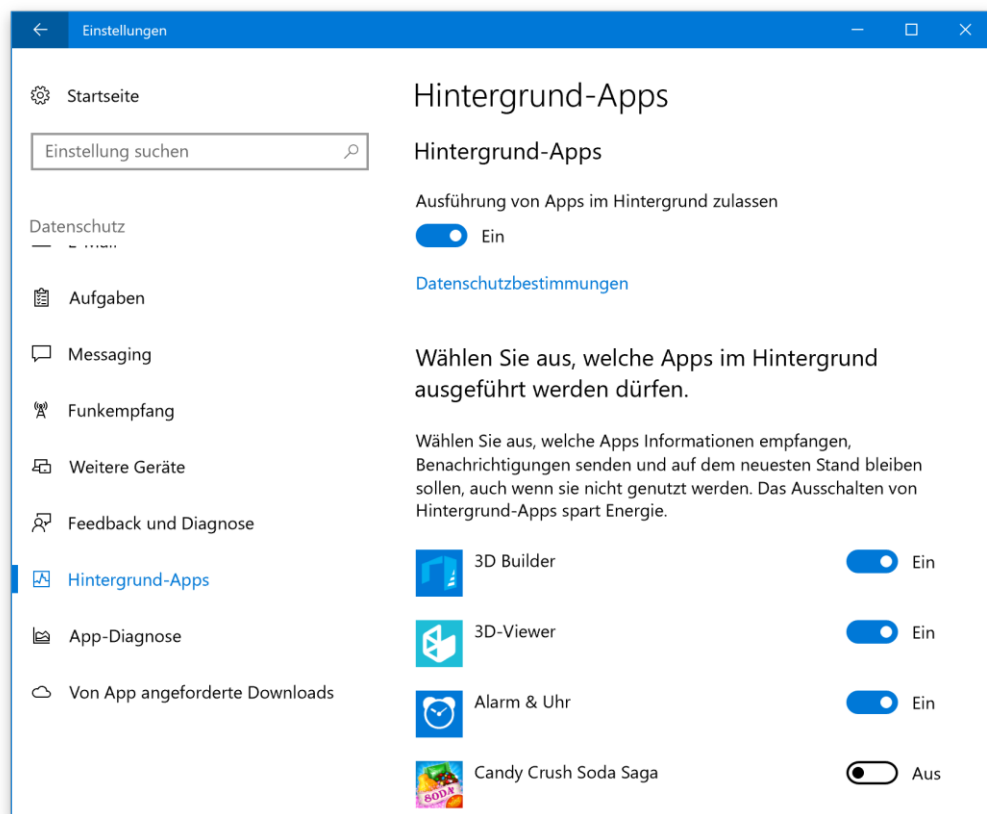 Einstellungen
Startseite
Einstellung suchen
Datenschutz
E-Mail
Aufgaben
Messaging
Funkempfang
Weitere Geräte
Feedback und Diagnose
Hintergrund-Apps
App-Diagnose
Von App angeforderte Downloads
Hintergrund-Apps
Hintergrund-Apps
Ausführung von Apps im Hintergrund zulassen
Ein
Datenschutzbestimmungen
Wählen Sie aus, welche Apps im Hintergrund
ausgeführt werden dürfen.
Wählen Sie aus, welche Apps Informationen empfangen,
Benachrichtigungen senden und auf dem neuesten Stand bleiben
sollen, auch wenn sie nicht genutzt werden. Das Ausschalten von
Hintergrund-Apps spart Energie.
3D Builder Ein
3D-Viewer Ein
Alarm & Uhr Ein
Candy Crush Soda Saga Aus
SODA